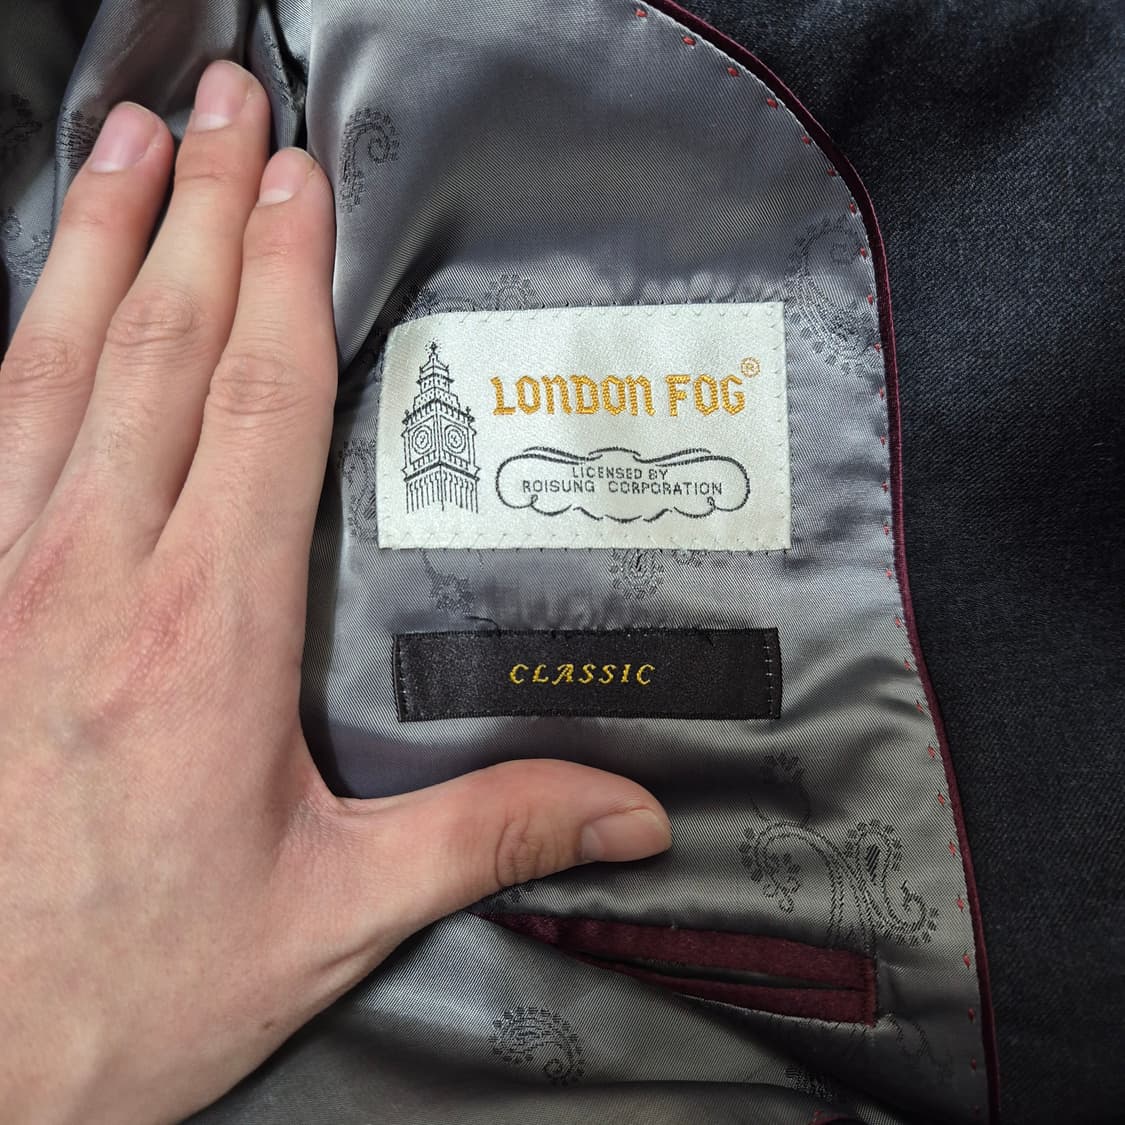 LONDON FOG®
LICENSED BY
ROISUNG CORPORATION
CLASSIC